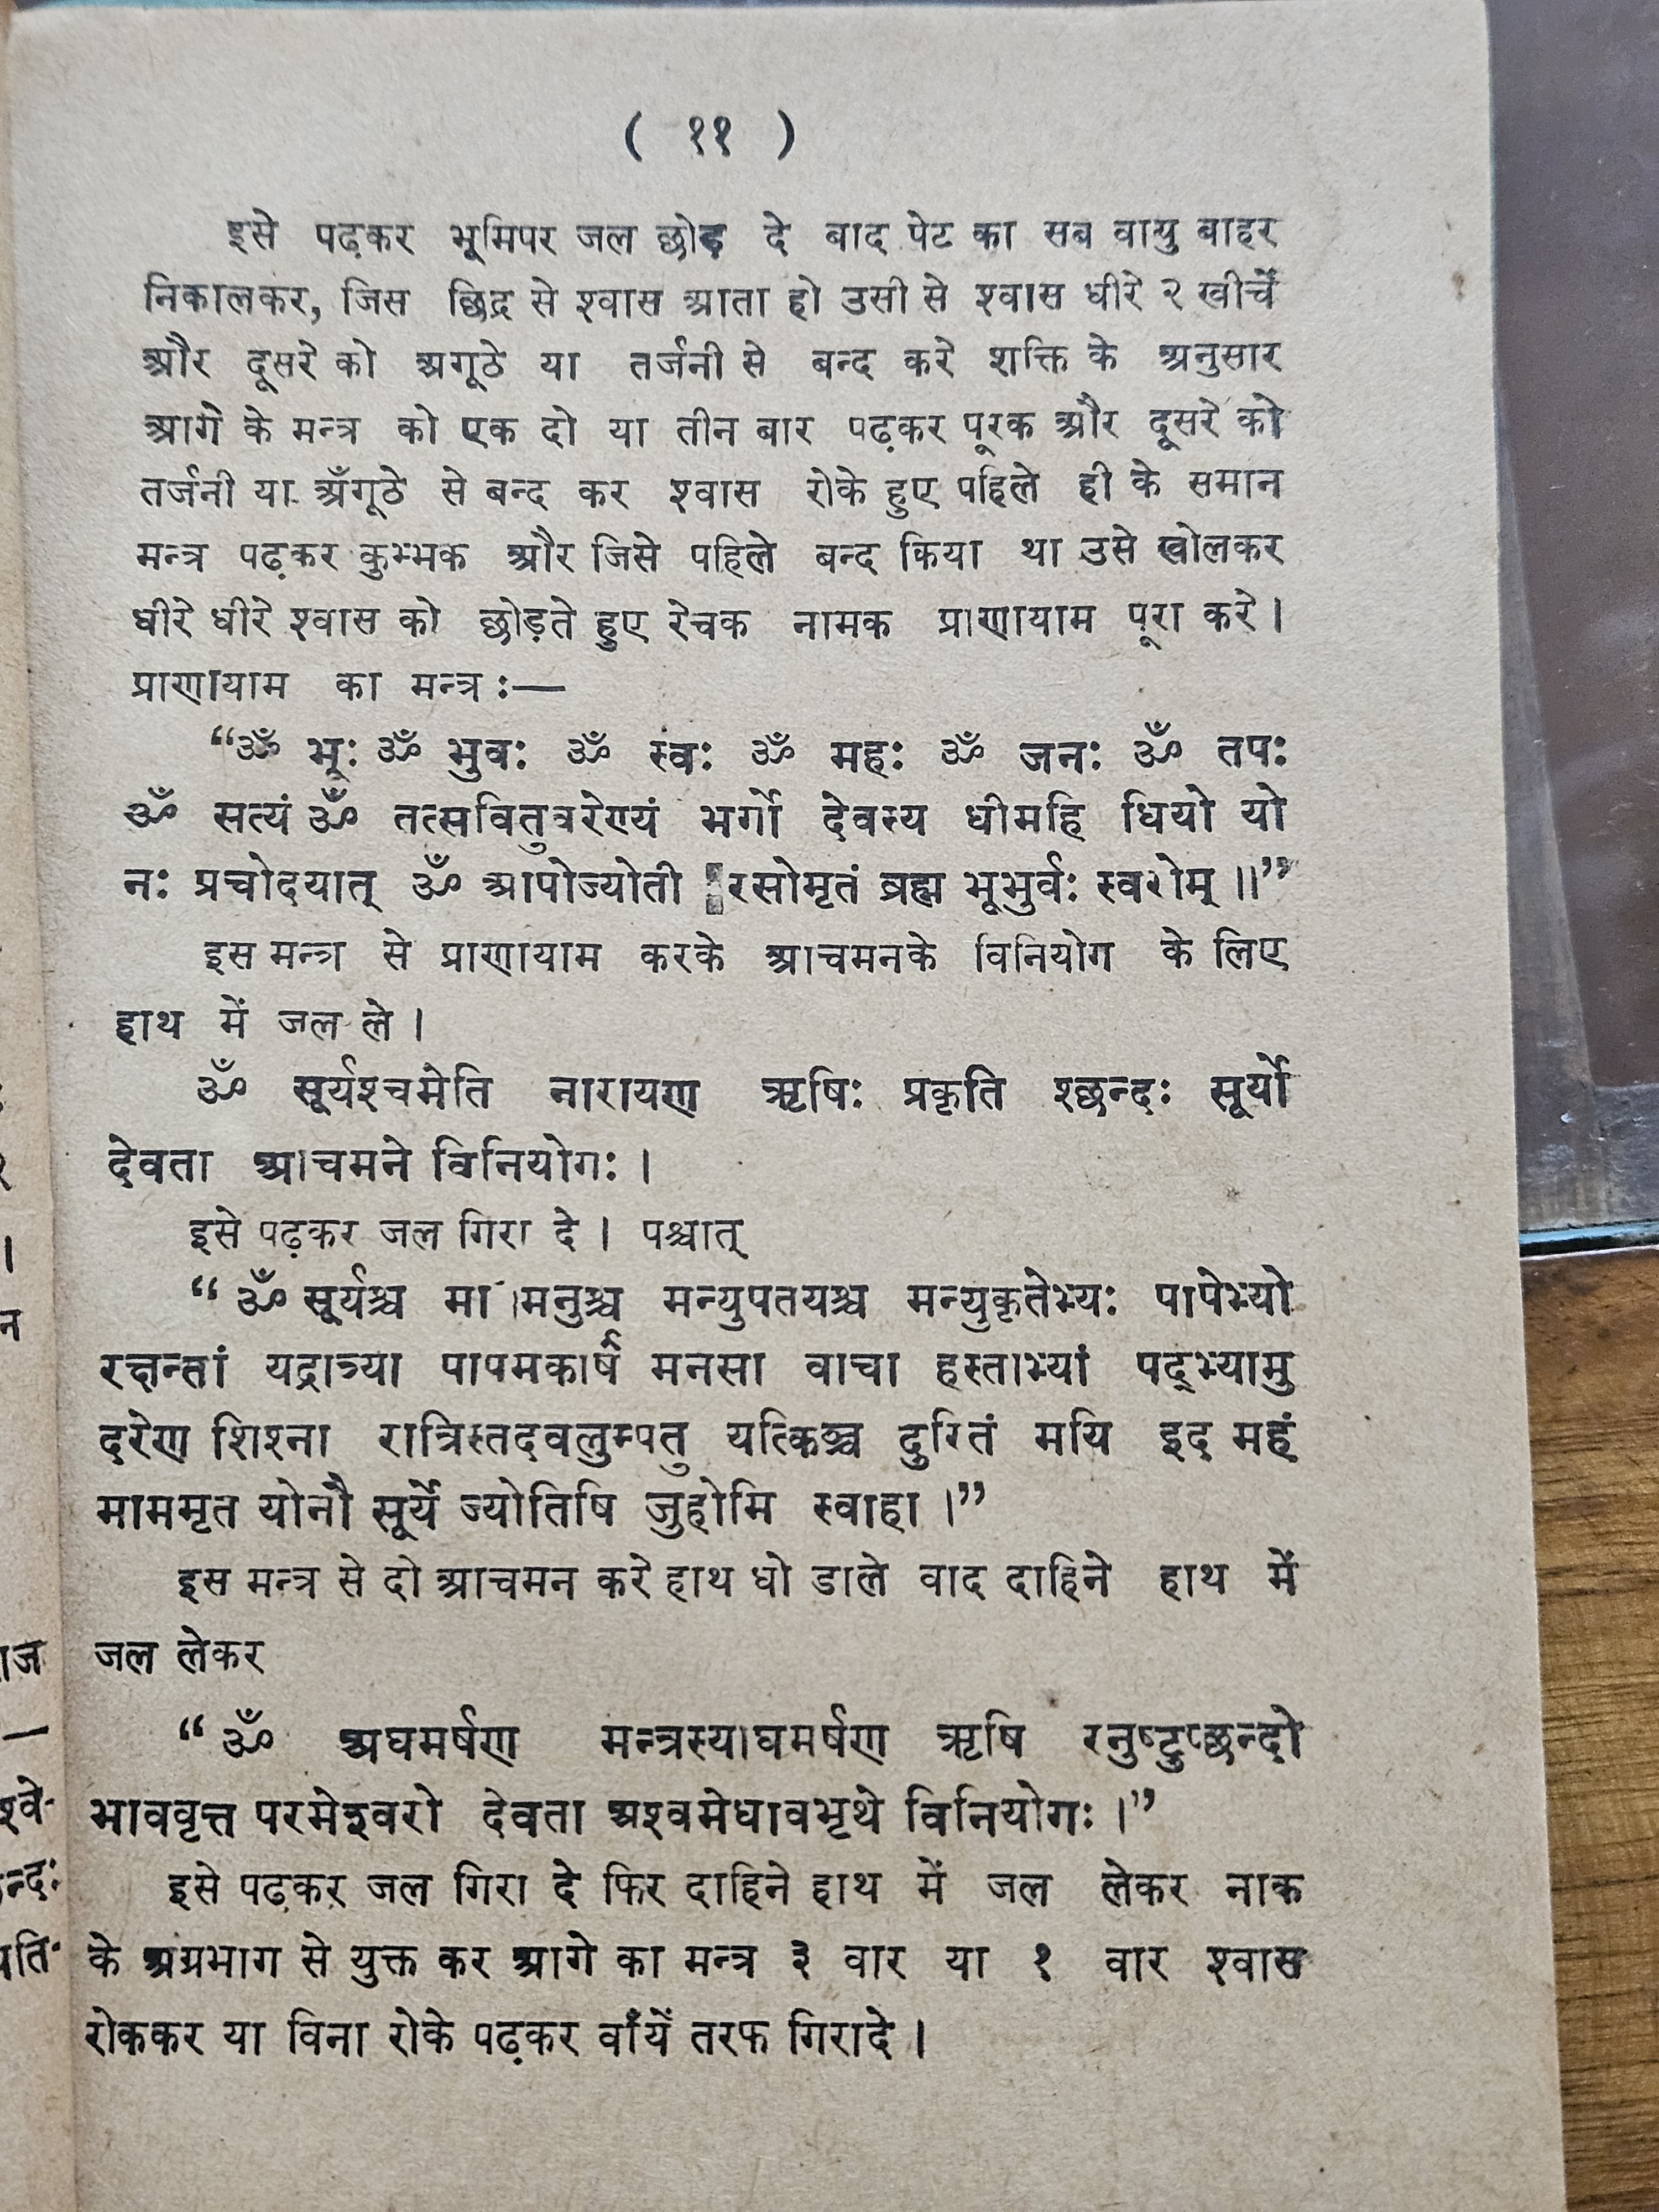 ( ११ )
इसे पढ़कर भूमिपर जल छोड़ दे बाद पेट का सब वायु बाहर
निकालकर, जिस छिद्र से श्वास आता हो उसी से श्वास धीरे २ खींचें
और दूसरे को अगूठे या तर्जनी से बन्द करे शक्ति के अनुसार
आगे के मन्त्र को एक दो या तीन बार पढ़कर पूरक और दूसरे को
तर्जनी या अँगूठे से बन्द कर श्वास रोके हुए पहिले ही के समान
मन्त्र पढ़कर कुम्भक और जिसे पहिले बन्द किया था उसे खोलकर
धीरे धीरे श्वास को छोड़ते हुए रेचक नामक प्राणायाम पूरा करे ।
प्राणायाम का मन्त्र :—
“ॐ भूः ॐ भुवः ॐ स्वः ॐ महः ॐ जनः ॐ तपः
ॐ सत्यं ॐ तत्सवितुवरेण्यं भर्गो देवस्य धीमहि धियो यो
नः प्रचोदयात् ॐ आपोज्योती रसोमृतं ब्रह्म भूभुर्वः स्वरोम् ॥”
इस मन्त्र से प्राणायाम करके आचमनके विनियोग के लिए
हाथ में जल ले ।
ॐ सूर्यश्चमेति नारायण ऋषिः प्रकृति श्छन्दः सूर्यो
देवता आचमने विनियोगः ।
इसे पढ़कर जल गिरा दे । पश्चात्
“ ॐ सूर्यश्च मा मनुश्च मन्युपतयश्च मन्युकृतेभ्यः पापेभ्यो
रक्षन्तां यद्रात्र्या पापमकार्षं मनसा वाचा हस्ताभ्यां पद्भ्यामु
दरेण शिश्ना रात्रिस्तदवलुम्पतु यत्किञ्च दुरितं मयि इद महं
माममृत योनौ सूर्ये ज्योतिषि जुहोमि स्वाहा ।”
इस मन्त्र से दो आचमन करे हाथ धो डाले वाद दाहिने हाथ में
जल लेकर
“ ॐ अघमर्षण मन्त्रस्याघमर्षण ऋषि रनुष्टुप्छन्दो
भाववृत्त परमेश्वरो देवता अश्वमेधावभृथे विनियोगः ।”
इसे पढ़कर जल गिरा दे फिर दाहिने हाथ में जल लेकर नाक
के अग्रभाग से युक्त कर आगे का मन्त्र ३ वार या १ वार श्वास
रोककर या विना रोके पढ़कर वांयें तरफ गिरादे ।